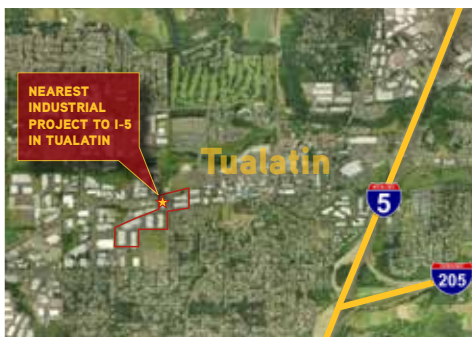 NEAREST
INDUSTRIAL
PROJECT TO I-5
IN TUALATIN
Tualatin
5
205